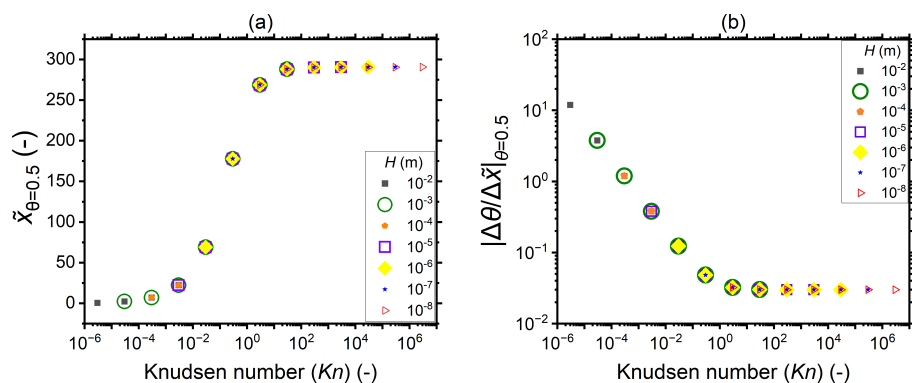 (a)
300
250
200
150
100
50
0
x̃θ=0.5 (-)
H (m)
10⁻²
10⁻³
10⁻⁴
10⁻⁵
10⁻⁶
10⁻⁷
10⁻⁸
10⁻⁶ 10⁻⁴ 10⁻² 10⁰ 10² 10⁴ 10⁶
Knudsen number (Kn) (-)
(b)
10²
10¹
10⁰
10⁻¹
10⁻²
|Δθ/Δx̃|θ=0.5
H (m)
10⁻²
10⁻³
10⁻⁴
10⁻⁵
10⁻⁶
10⁻⁷
10⁻⁸
10⁻⁶ 10⁻⁴ 10⁻² 10⁰ 10² 10⁴ 10⁶
Knudsen number (Kn) (-)